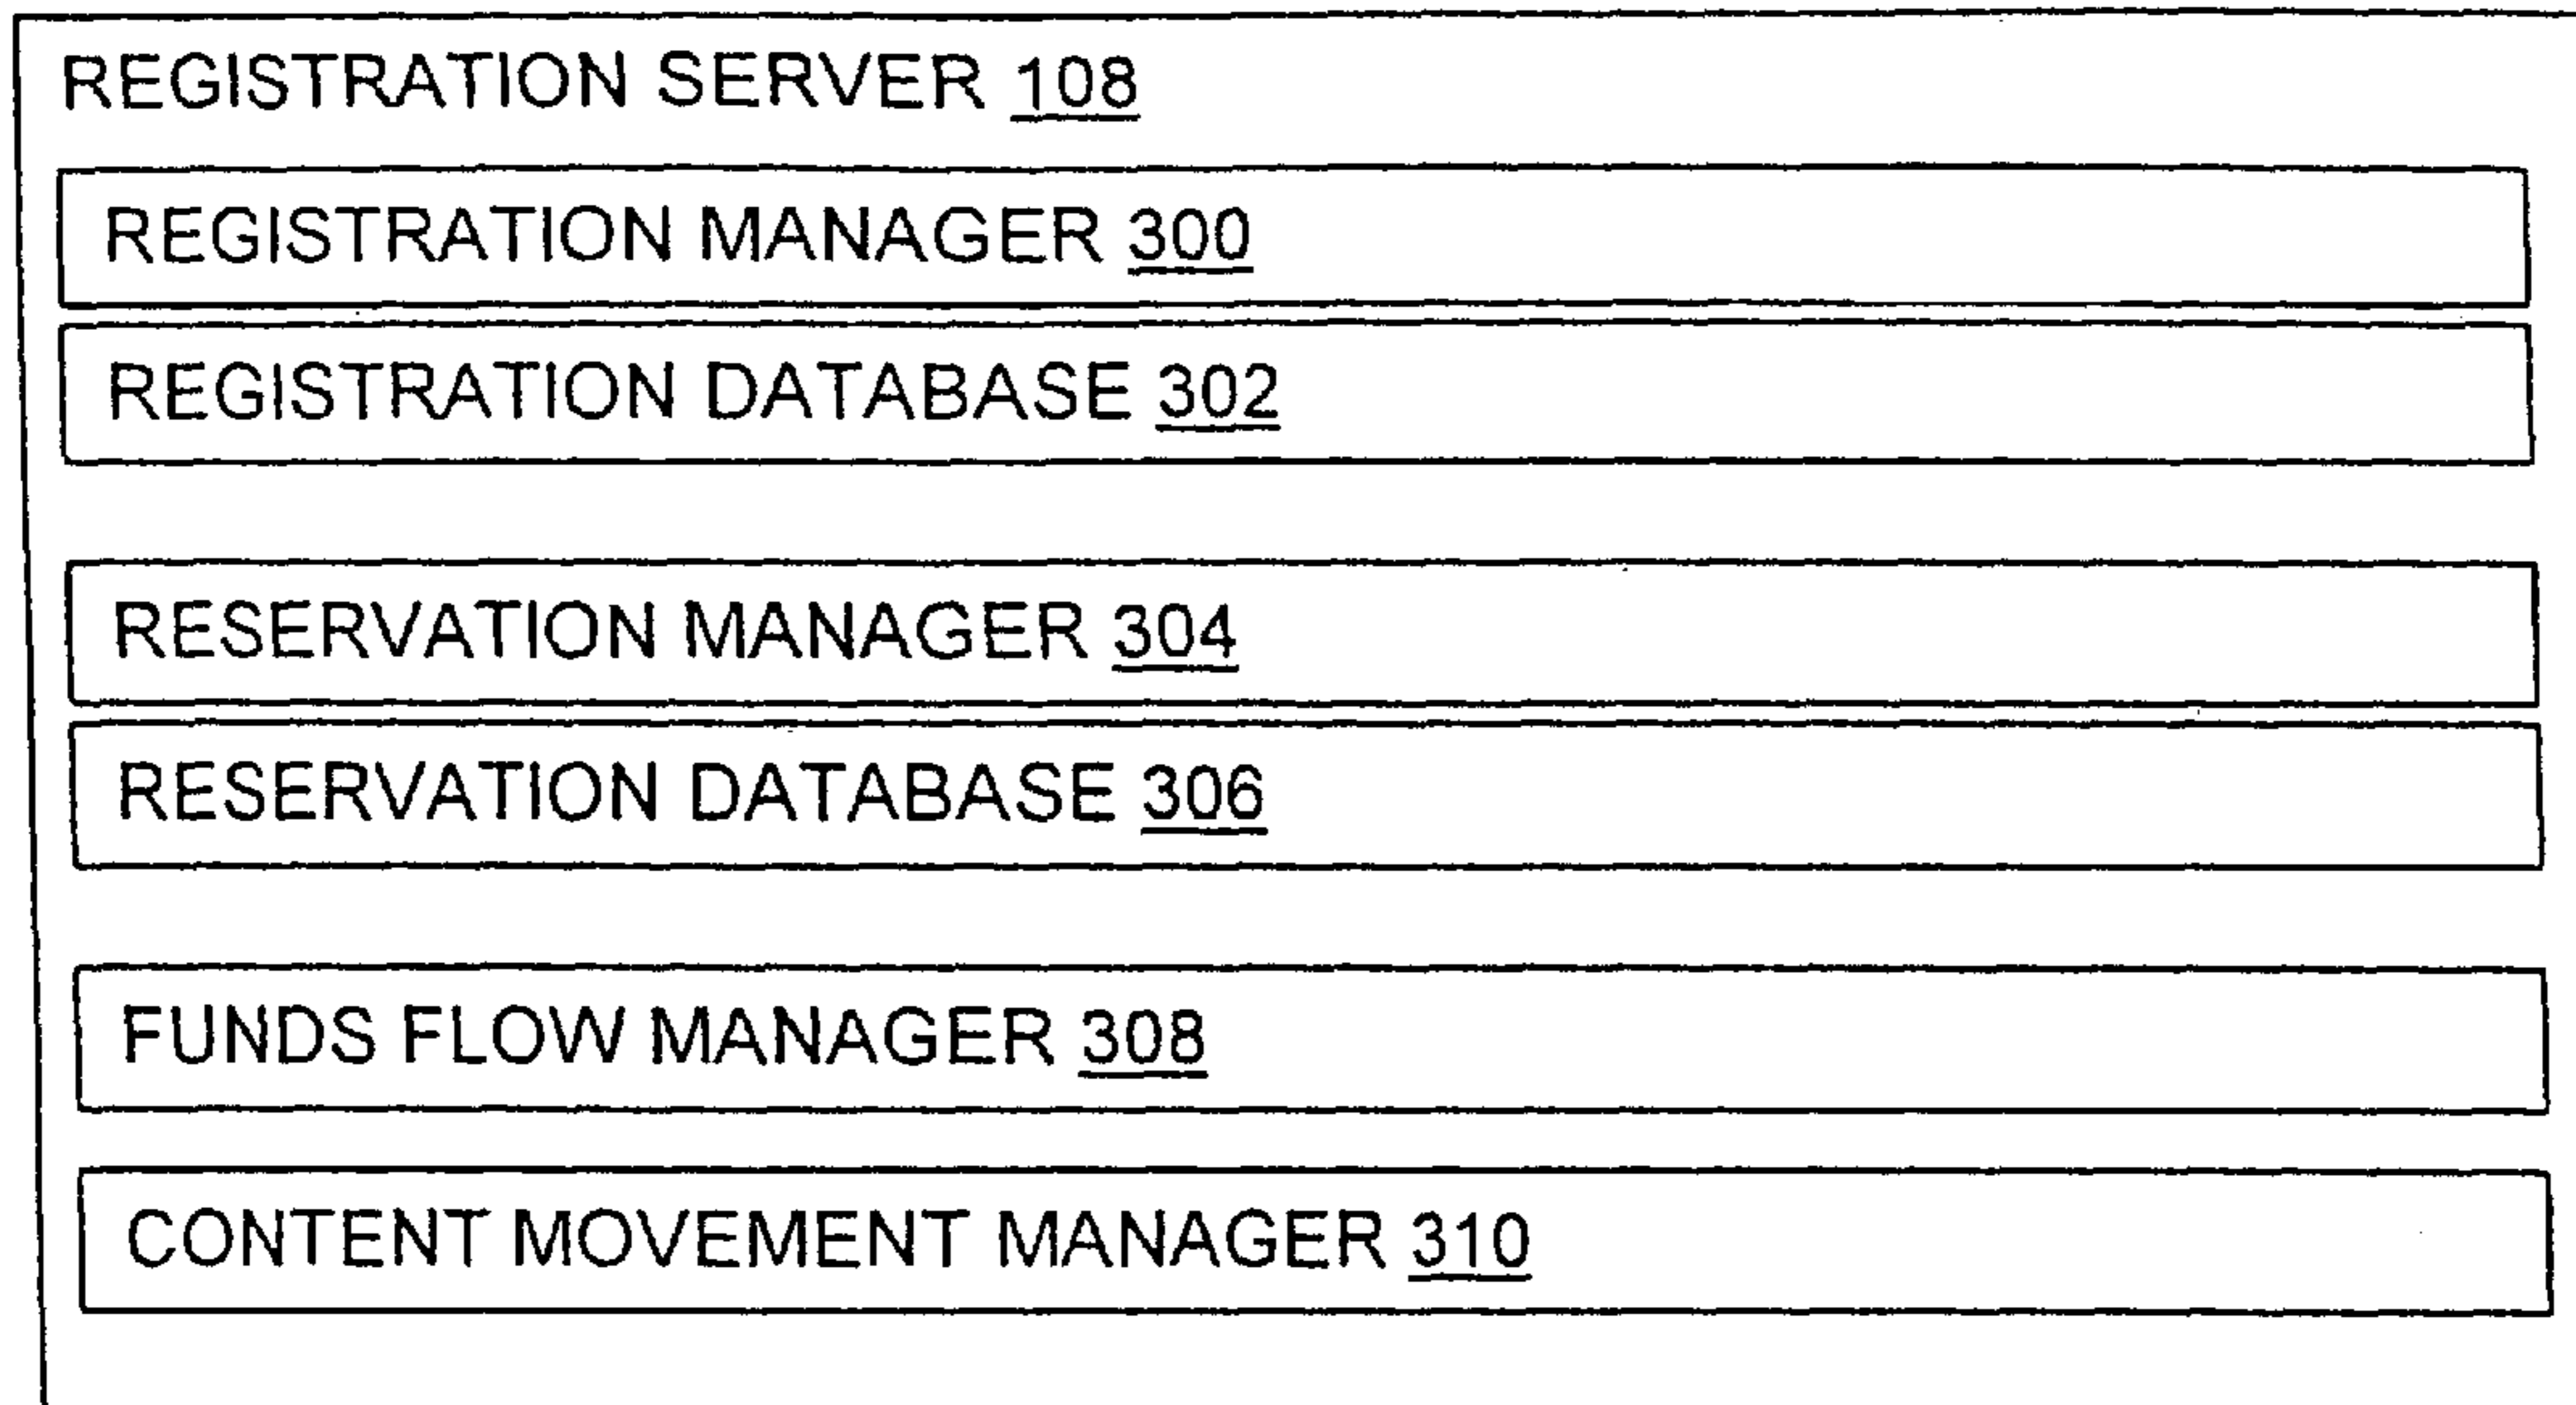 REGISTRATION SERVER 108
REGISTRATION MANAGER 300
REGISTRATION DATABASE 302
RESERVATION MANAGER 304
RESERVATION DATABASE 306
FUNDS FLOW MANAGER 308
CONTENT MOVEMENT MANAGER 310